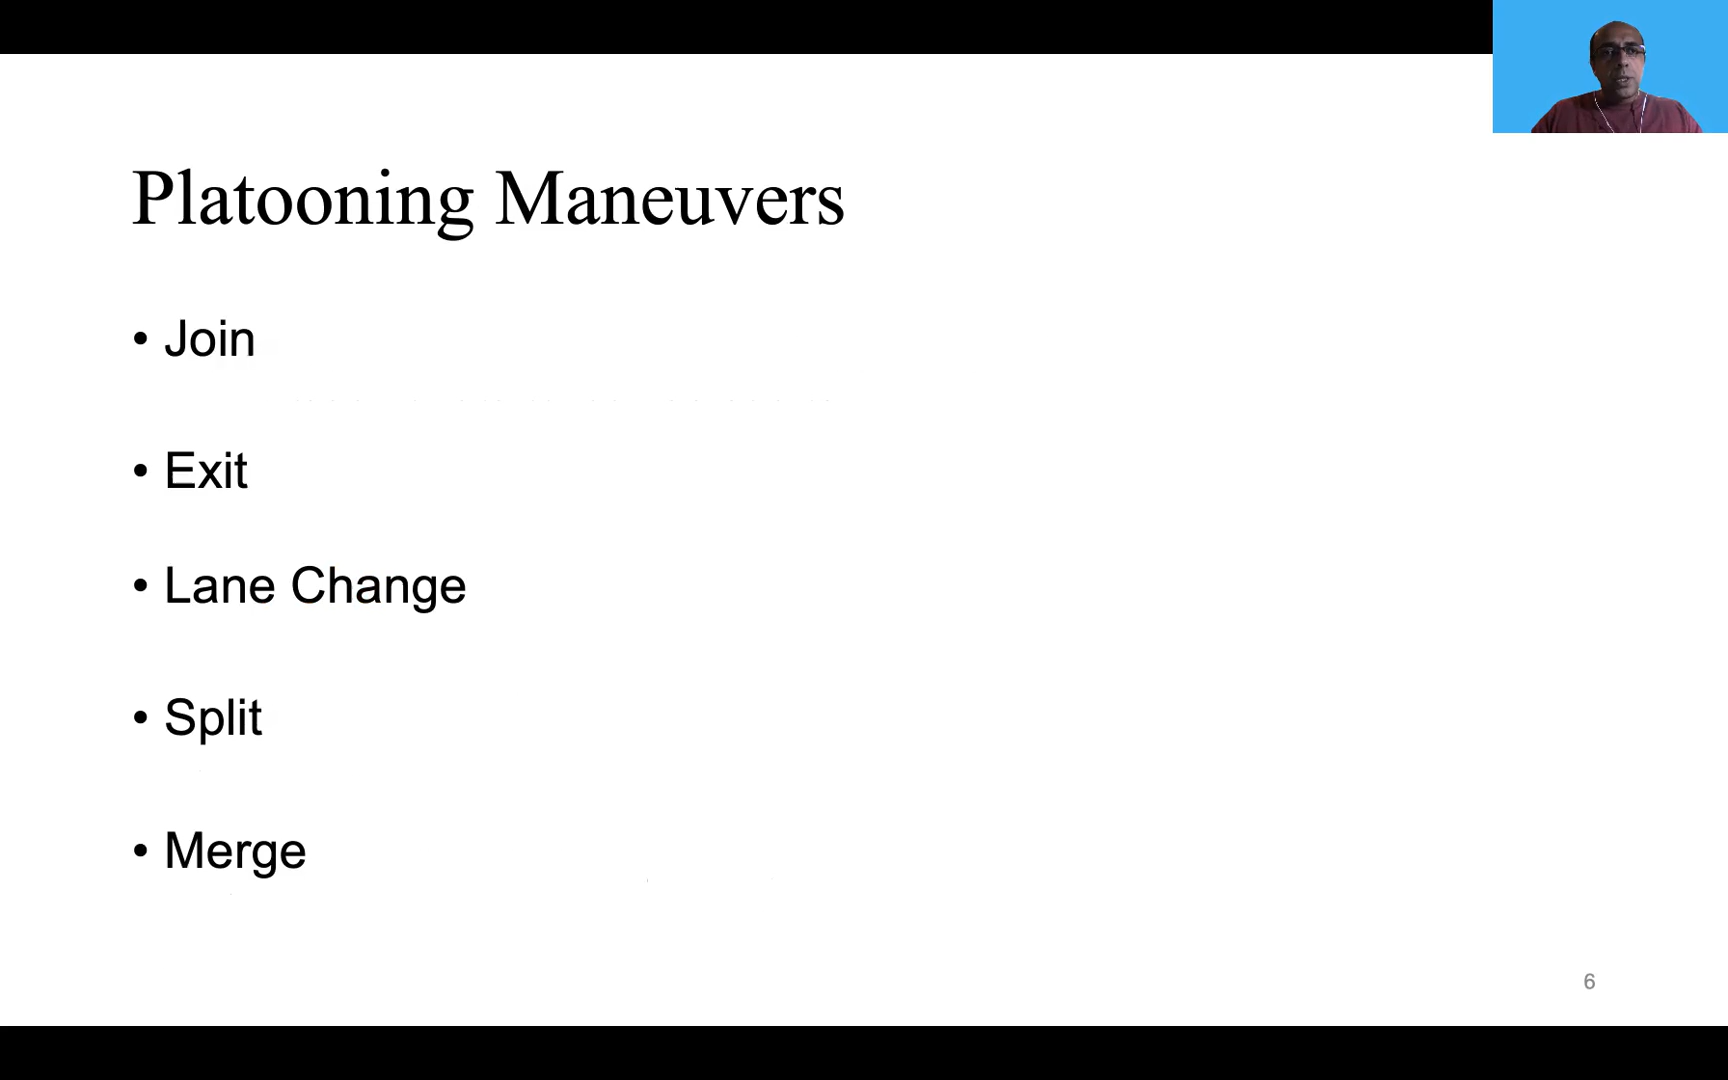 Platooning Maneuvers
• Join
• Exit
• Lane Change
• Split
• Merge
6